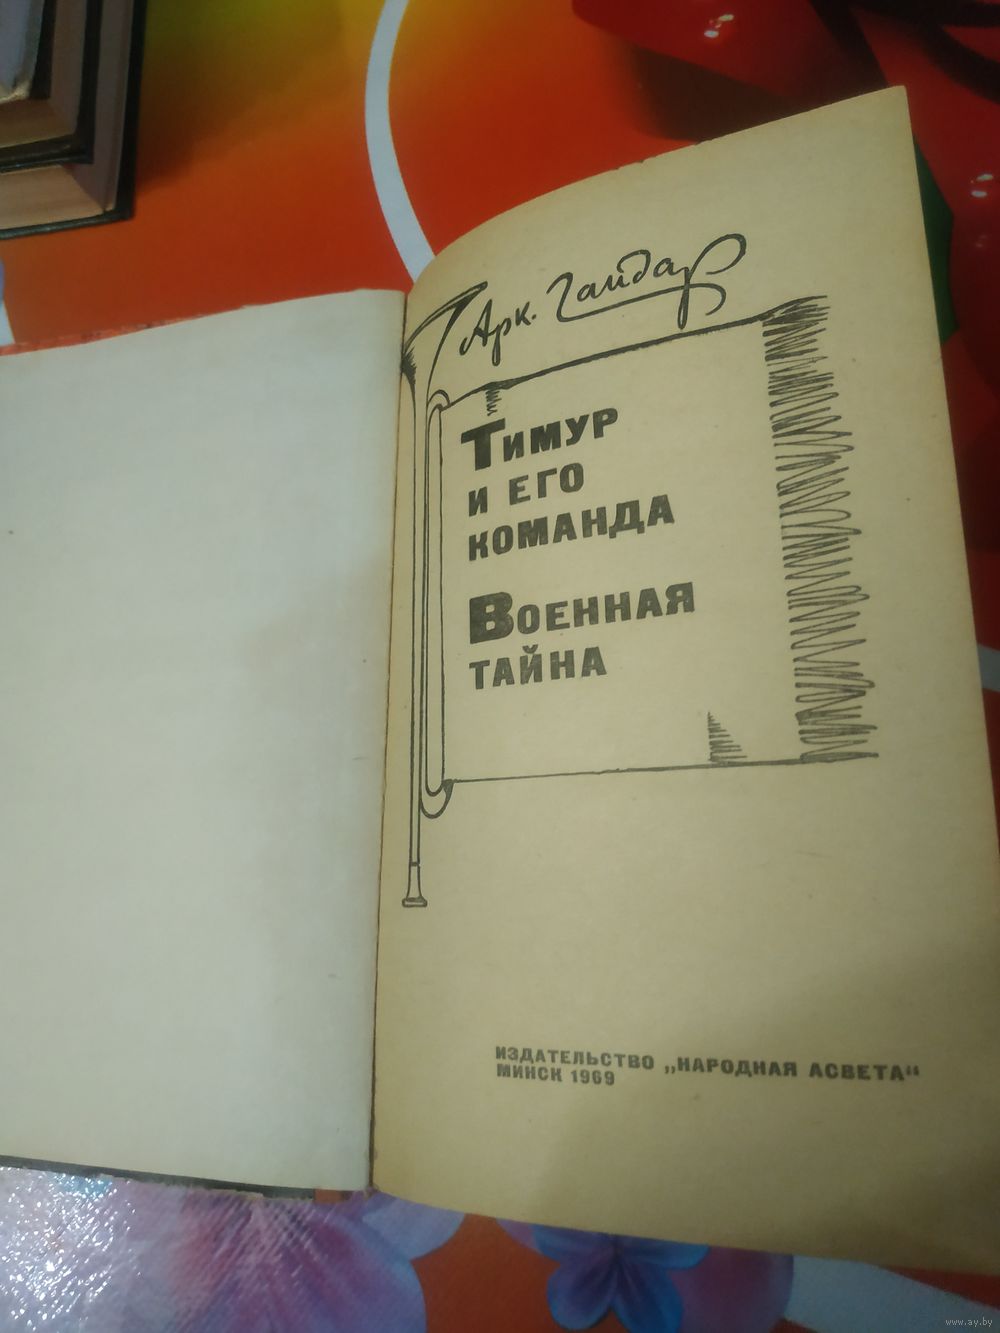 Арк. Гайдар
Тимур
и его
команда
Военная
тайна
издательство „Народная асвета“
Минск 1969
www.ay.by